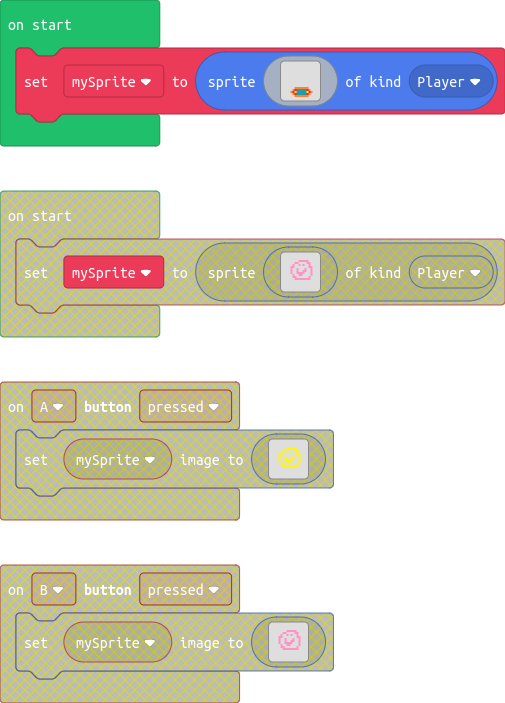 on start
set mySprite to sprite of kind Player
on start
set mySprite to sprite of kind Player
on A button pressed
set mySprite image to
on B button pressed
set mySprite image to